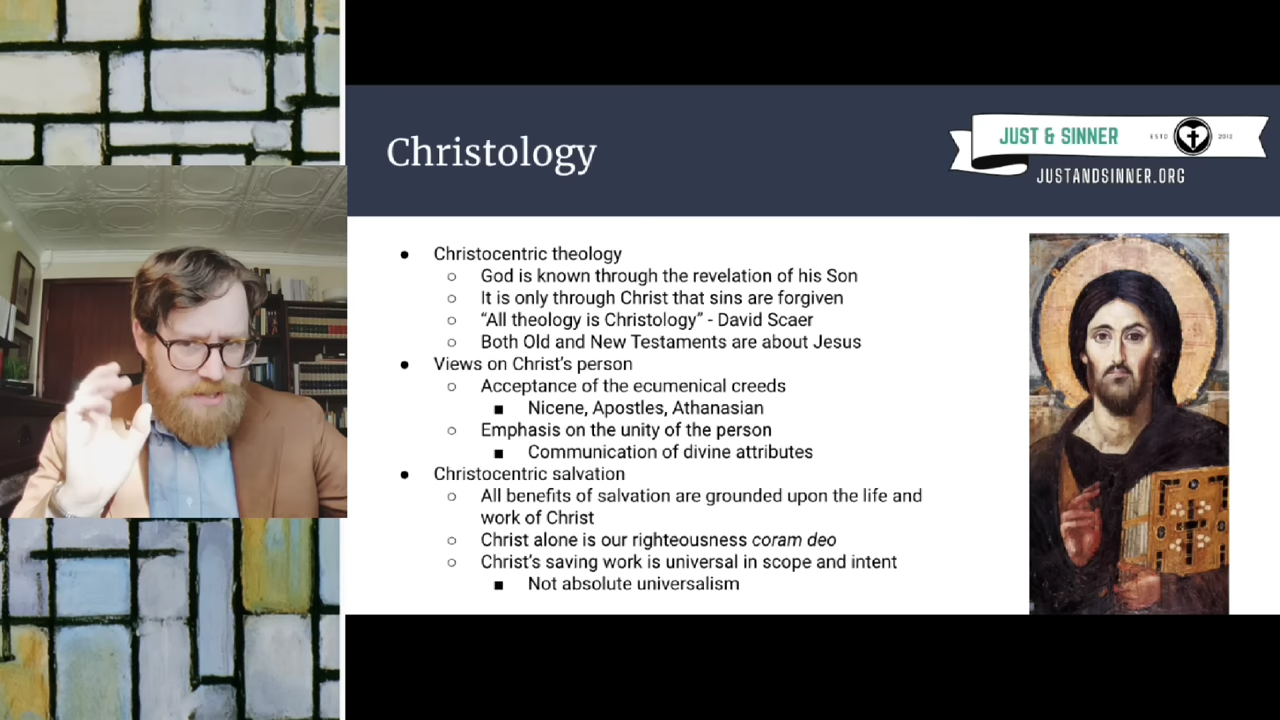 Christology
JUST & SINNER
ESTD
2012
JUSTANDSINNER.ORG
● Christocentric theology
○ God is known through the revelation of his Son
○ It is only through Christ that sins are forgiven
○ “All theology is Christology” - David Scaer
○ Both Old and New Testaments are about Jesus
● Views on Christ’s person
○ Acceptance of the ecumenical creeds
■ Nicene, Apostles, Athanasian
○ Emphasis on the unity of the person
■ Communication of divine attributes
● Christocentric salvation
○ All benefits of salvation are grounded upon the life and
work of Christ
○ Christ alone is our righteousness coram deo
○ Christ’s saving work is universal in scope and intent
■ Not absolute universalism